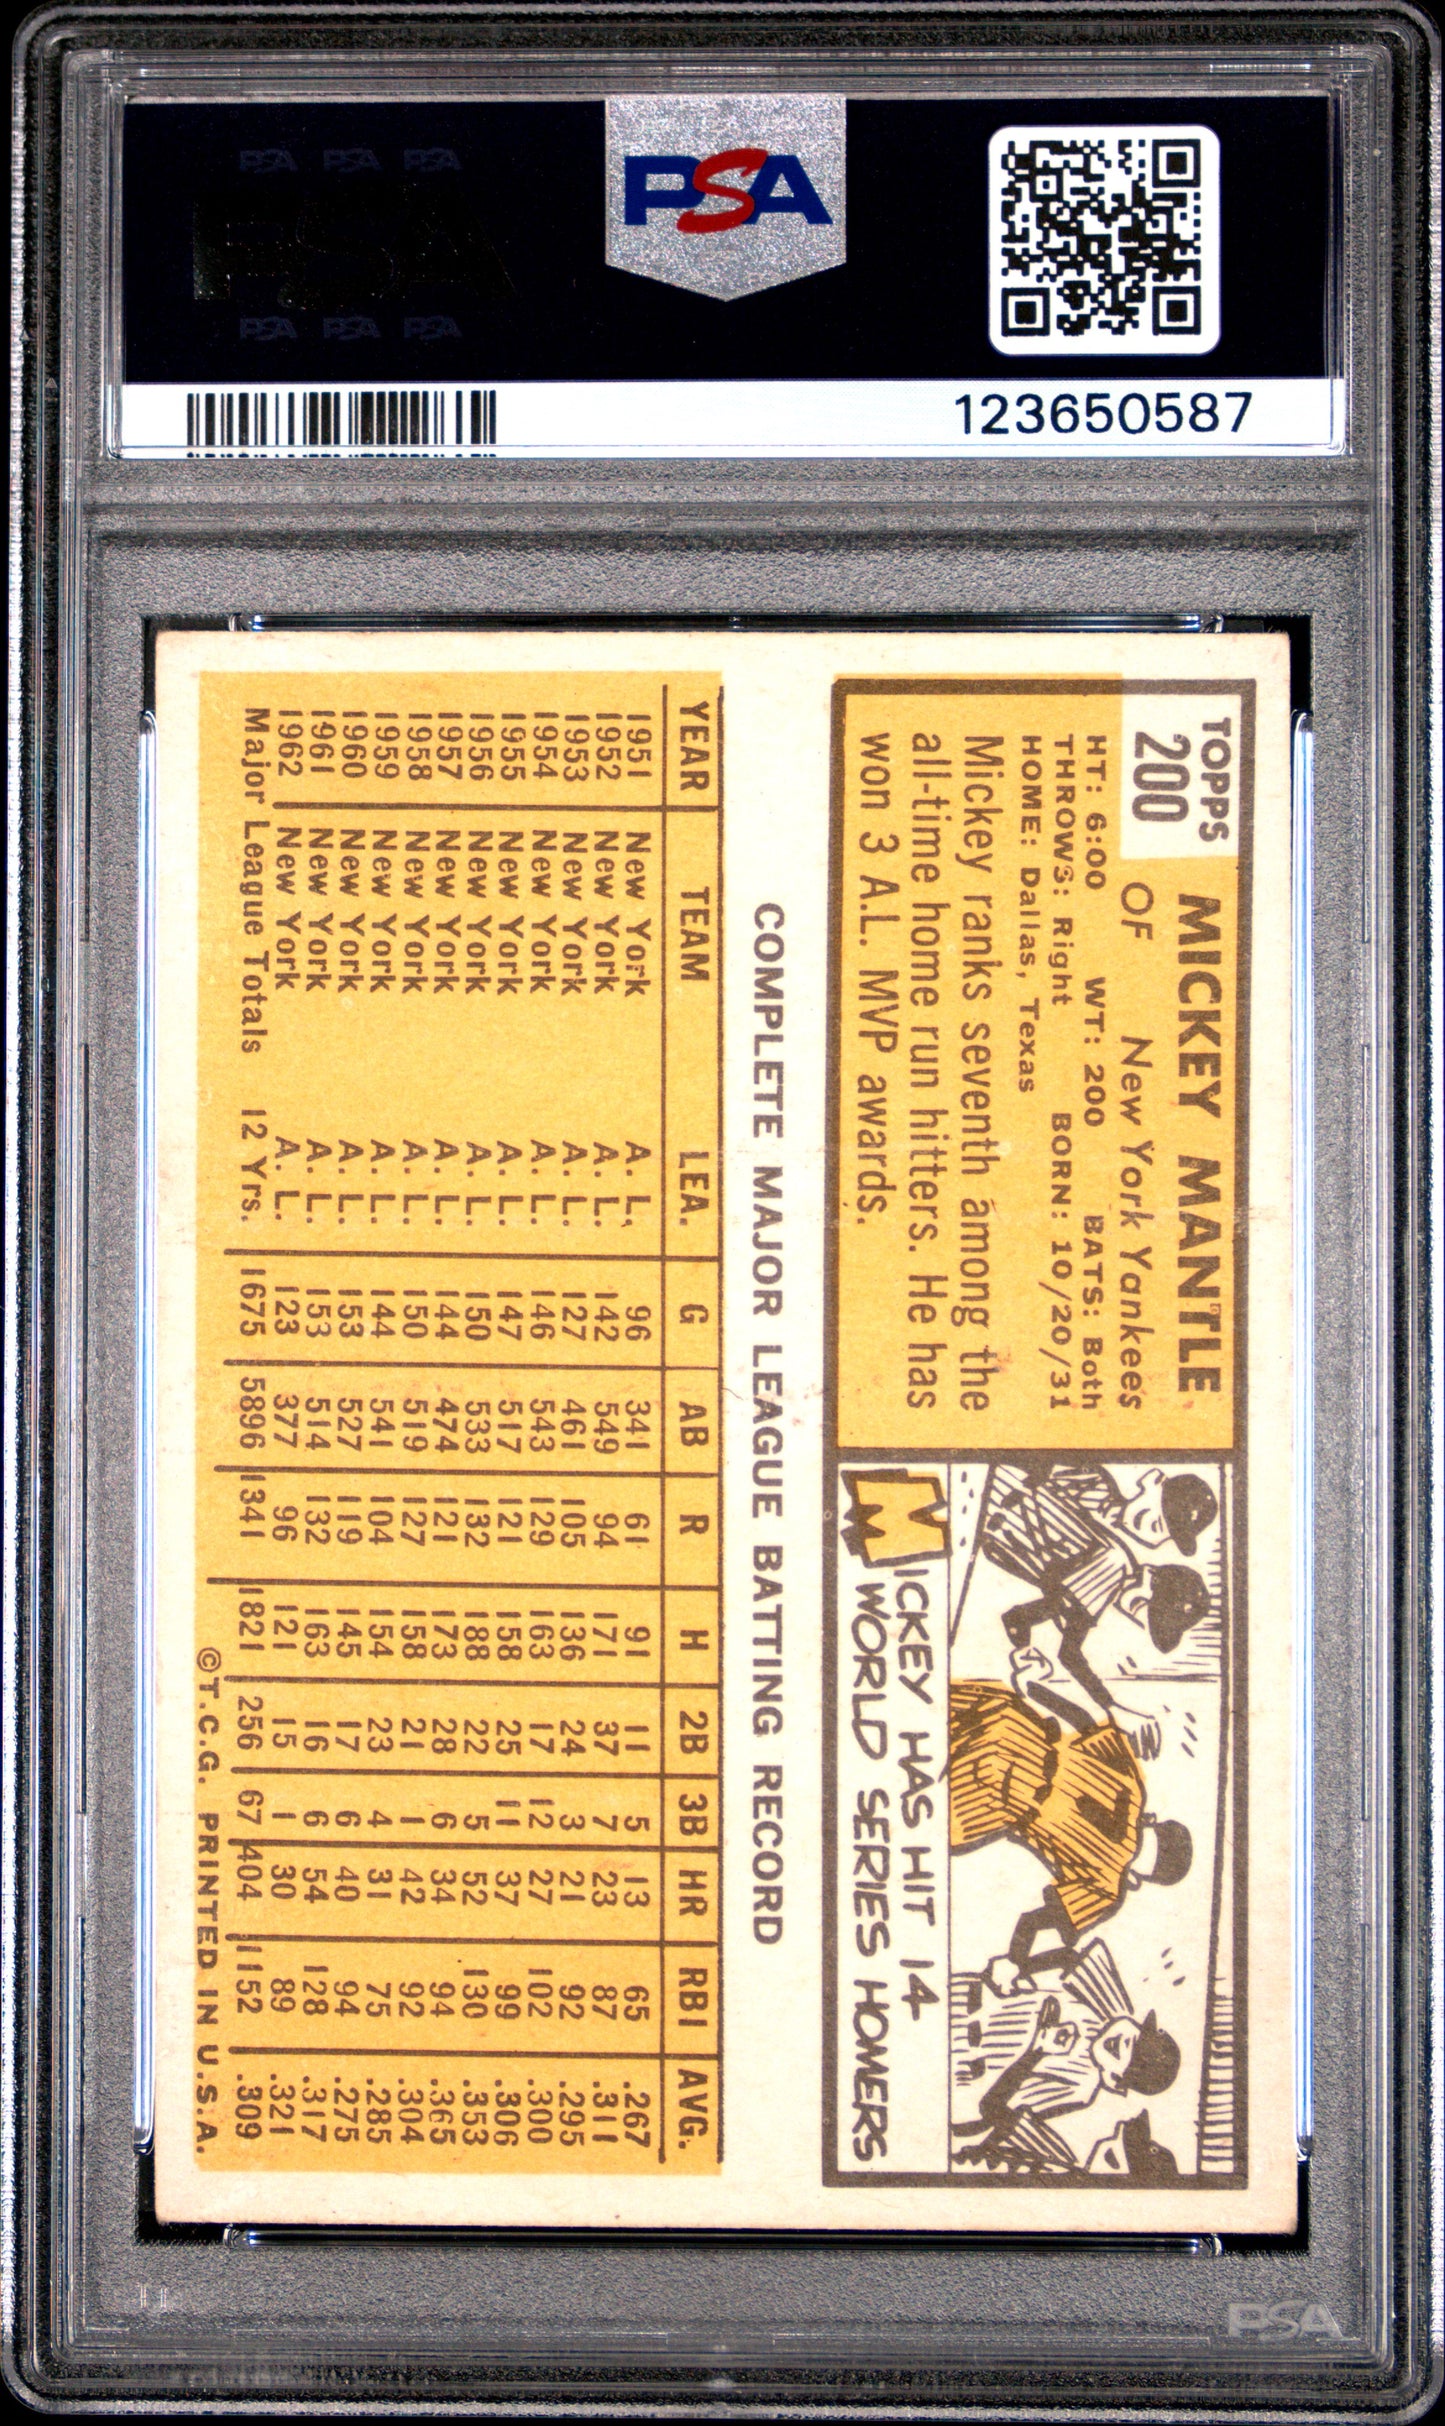 PSA PSA PSA
PSA
PSA PSA PSA
PSA
123650587
TOPPS
200
MICKEY MANTLE
OF New York Yankees
HT: 6:00 WT: 200 BATS: Both
THROWS: Right BORN: 10/20/31
HOME: Dallas, Texas
Mickey ranks seventh among the
all-time home run hitters. He has
won 3 A.L. MVP awards.
MICKEY HAS HIT 14
WORLD SERIES HOMERS
MM
COMPLETE MAJOR LEAGUE BATTING RECORD
YEAR TEAM LEA. G AB R H 2B 3B HR RBI AVG.
1951 New York A. L. 96 341 61 91 11 5 13 65 .267
1952 New York A. L. 142 549 94 171 37 7 23 87 .311
1953 New York A. L. 127 461 105 136 24 3 21 92 .295
1954 New York A. L. 146 543 129 163 17 12 27 102 .300
1955 New York A. L. 147 517 121 158 25 11 37 99 .306
1956 New York A. L. 150 533 132 188 22 5 52 130 .353
1957 New York A. L. 144 474 121 173 28 6 34 94 .365
1958 New York A. L. 150 519 127 158 21 1 42 92 .304
1959 New York A. L. 144 541 104 154 23 4 31 75 .285
1960 New York A. L. 153 527 119 145 17 6 40 94 .275
1961 New York A. L. 153 514 132 163 16 6 54 128 .317
1962 New York A. L. 123 377 96 121 15 1 30 89 .321
Major League Totals 12 Yrs. 1675 5896 1341 1821 256 67 404 1152 .309
©T.C.G. PRINTED IN U.S.A.
PSA